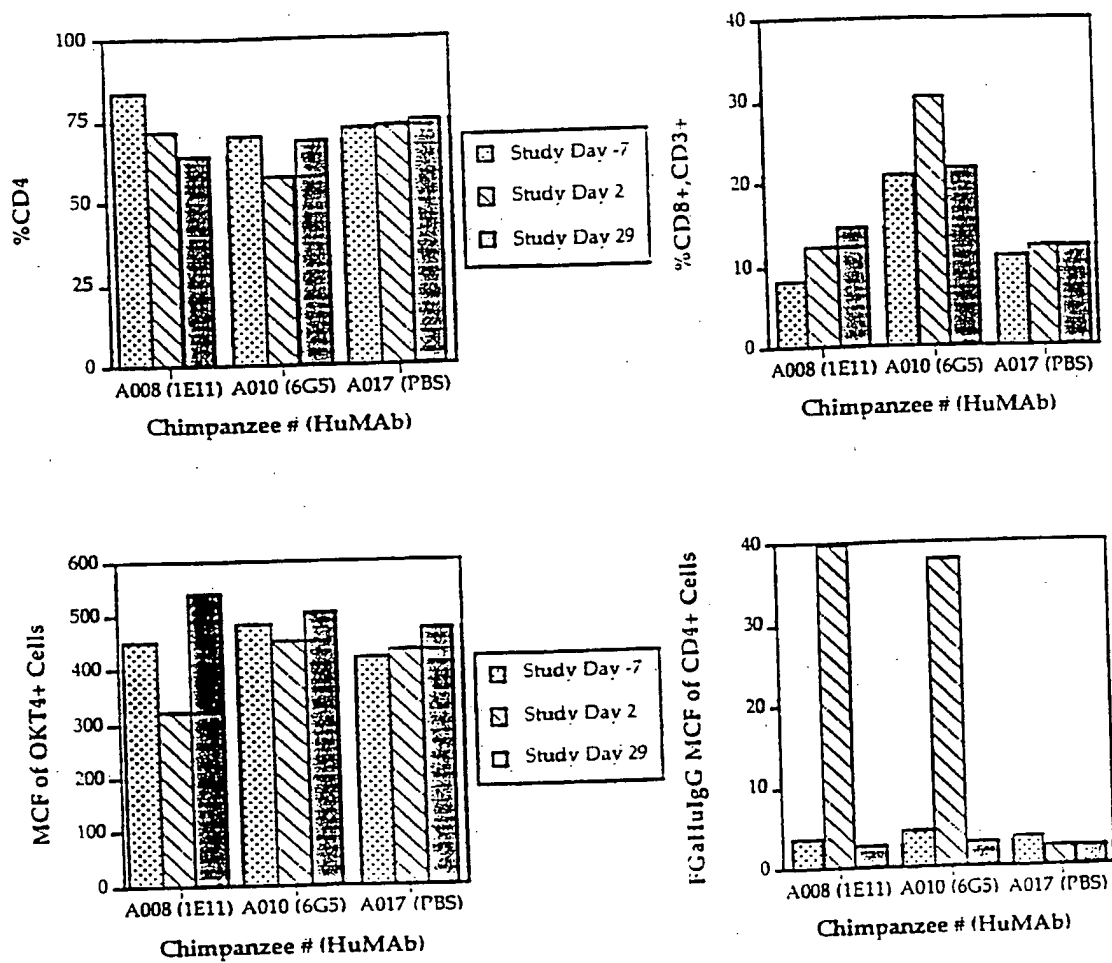 %CD4
100
75
50
25
0
A008 (1E11) A010 (6G5) A017 (PBS)
Chimpanzee # (HuMAb)
Study Day -7
Study Day 2
Study Day 29
%CD8+,CD3+
40
30
20
10
0
A008 (1E11) A010 (6G5) A017 (PBS)
Chimpanzee # (HuMAb)
MCF of OKT4+ Cells
600
500
400
300
200
100
0
A008 (1E11) A010 (6G5) A017 (PBS)
Chimpanzee # (HuMAb)
Study Day -7
Study Day 2
Study Day 29
FGaHuIgG MCF of CD4+ Cells
40
30
20
10
0
A008 (1E11) A010 (6G5) A017 (PBS)
Chimpanzee # (HuMAb)